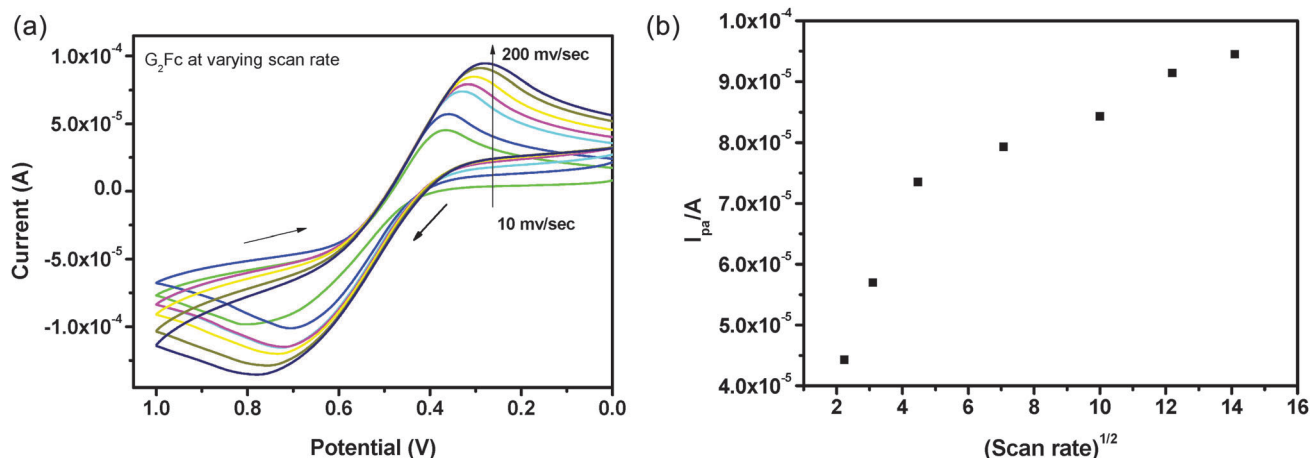 (a)
G₂Fc at varying scan rate
200 mv/sec
10 mv/sec
1.0x10⁻⁴
5.0x10⁻⁵
0.0
-5.0x10⁻⁵
-1.0x10⁻⁴
Current (A)
1.0 0.8 0.6 0.4 0.2 0.0
Potential (V)
(b)
1.0x10⁻⁴
9.0x10⁻⁵
8.0x10⁻⁵
7.0x10⁻⁵
6.0x10⁻⁵
5.0x10⁻⁵
4.0x10⁻⁵
Iₚₐ/A
2 4 6 8 10 12 14 16
(Scan rate)¹/²